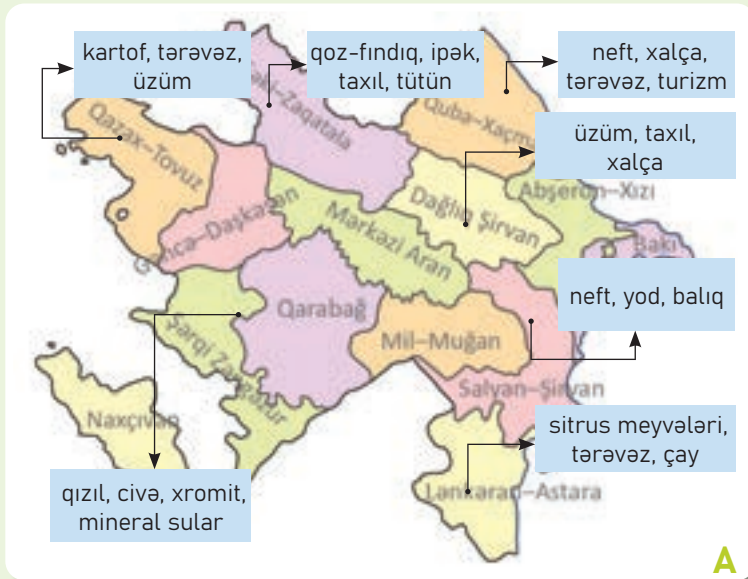 kartof, tərəvəz,
üzüm
qoz-fındıq, ipək,
taxıl, tütün
neft, xalça,
tərəvəz, turizm
üzüm, taxıl,
xalça
Qazax–Tovuz
Şəki–Zaqatala
Quba–Xaçmaz
Abşeron–Xızı
Dağlıq Şirvan
Mərkəzi Aran
Gəncə–Daşkəsən
Bakı
neft, yod, balıq
Qarabağ
Mil–Muğan
Şərqi Zəngəzur
Salyan–Şirvan
Naxçıvan
sitrus meyvələri,
tərəvəz, çay
Lənkəran–Astara
qızıl, civə, xromit,
mineral sular
A